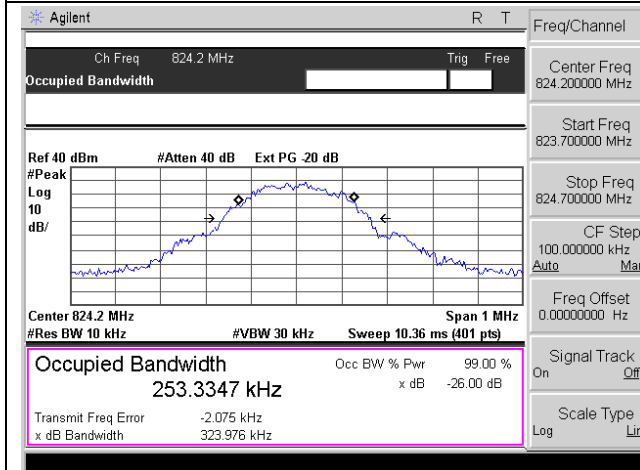 Agilent
R T
Freq/Channel
Ch Freq 824.2 MHz
Trig Free
Occupied Bandwidth
Center Freq
824.200000 MHz
Start Freq
823.700000 MHz
Ref 40 dBm #Atten 40 dB Ext PG -20 dB
#Peak
Log
10
dB/
Stop Freq
824.700000 MHz
CF Step
100.000000 kHz
Auto Man
Freq Offset
0.00000000 Hz
Center 824.2 MHz Span 1 MHz
#Res BW 10 kHz #VBW 30 kHz Sweep 10.36 ms (401 pts)
Occupied Bandwidth
253.3347 kHz
Occ BW % Pwr 99.00 %
x dB -26.00 dB
Transmit Freq Error -2.075 kHz
x dB Bandwidth 323.976 kHz
Signal Track
On Off
Scale Type
Log Lin